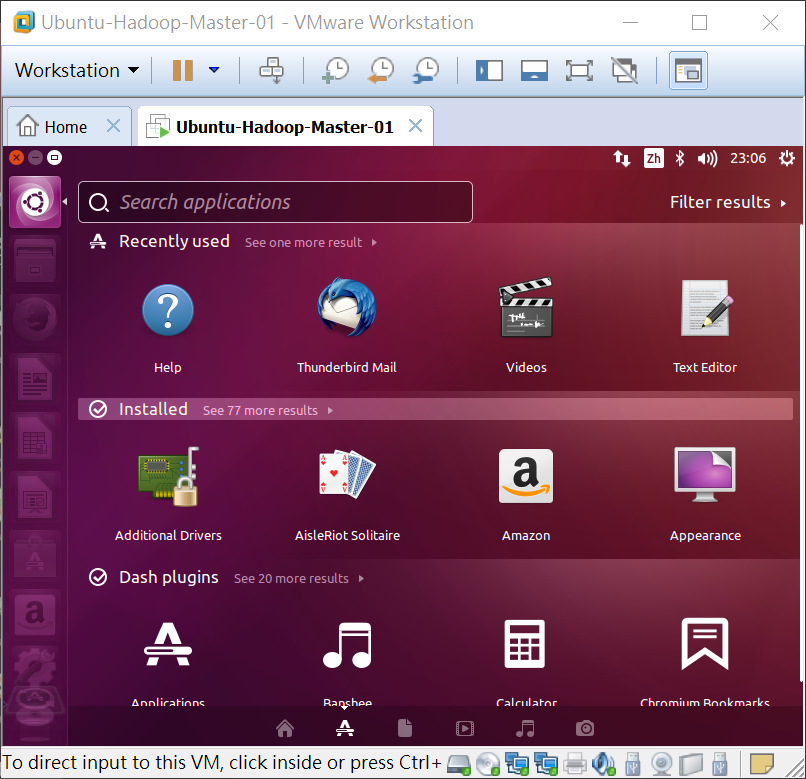 Ubuntu-Hadoop-Master-01 - VMware Workstation
Workstation
Home
Ubuntu-Hadoop-Master-01
Zh
23:06
Search applications
Filter results
Recently used See one more result
Help
Thunderbird Mail
Videos
Text Editor
Installed See 77 more results
Additional Drivers
AisleRiot Solitaire
Amazon
Appearance
Dash plugins See 20 more results
Applications
Banshee
Calculator
Chromium Bookmarks
To direct input to this VM, click inside or press Ctrl+